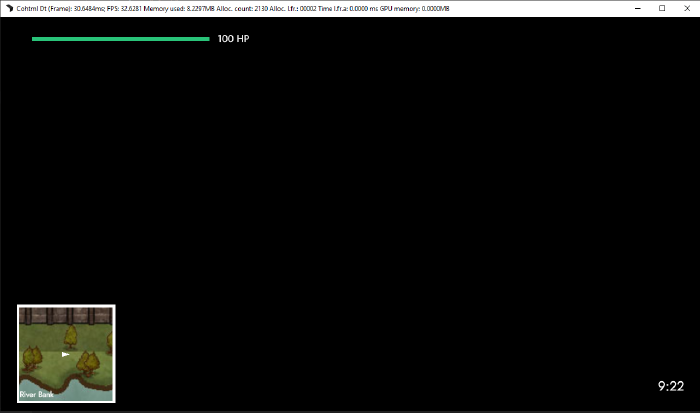 Cohtml Dt (Frame): 30.6484ms; FPS: 32.6281 Memory used: 8.2297MB Alloc. count: 2130 Alloc. l.fr.: 00002 Time l.fr.a: 0.0000 ms GPU memory: 0.0000MB
100 HP
River Bank
9:22